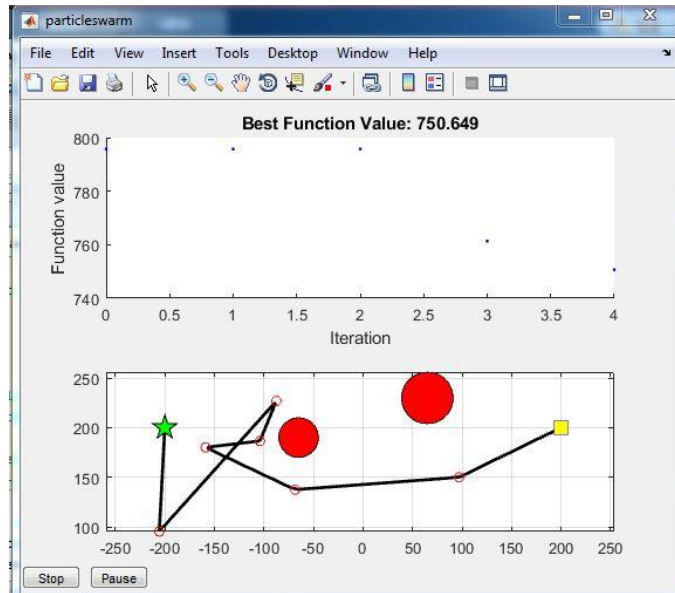 particleswarm
File Edit View Insert Tools Desktop Window Help
Best Function Value: 750.649
Function value
800
780
760
740
0 0.5 1 1.5 2 2.5 3 3.5 4
Iteration
250
200
150
100
-250 -200 -150 -100 -50 0 50 100 150 200 250
Stop Pause